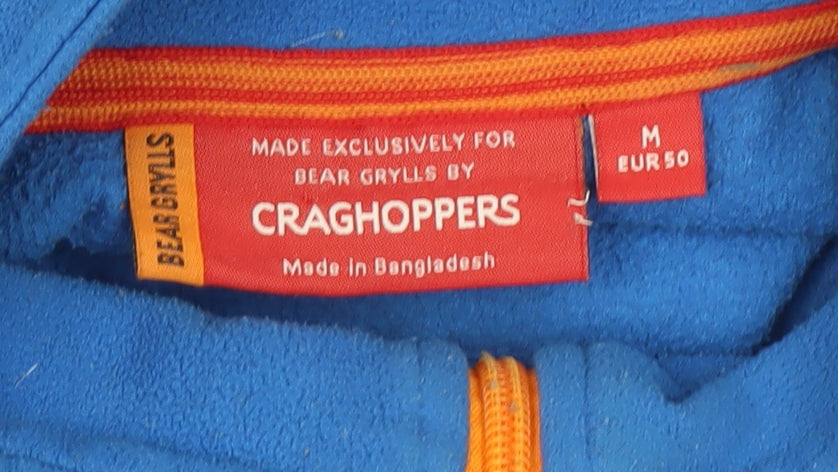 BEAR GRYLLS
MADE EXCLUSIVELY FOR
BEAR GRYLLS BY
CRAGHOPPERS
Made in Bangladesh
M
EUR 50